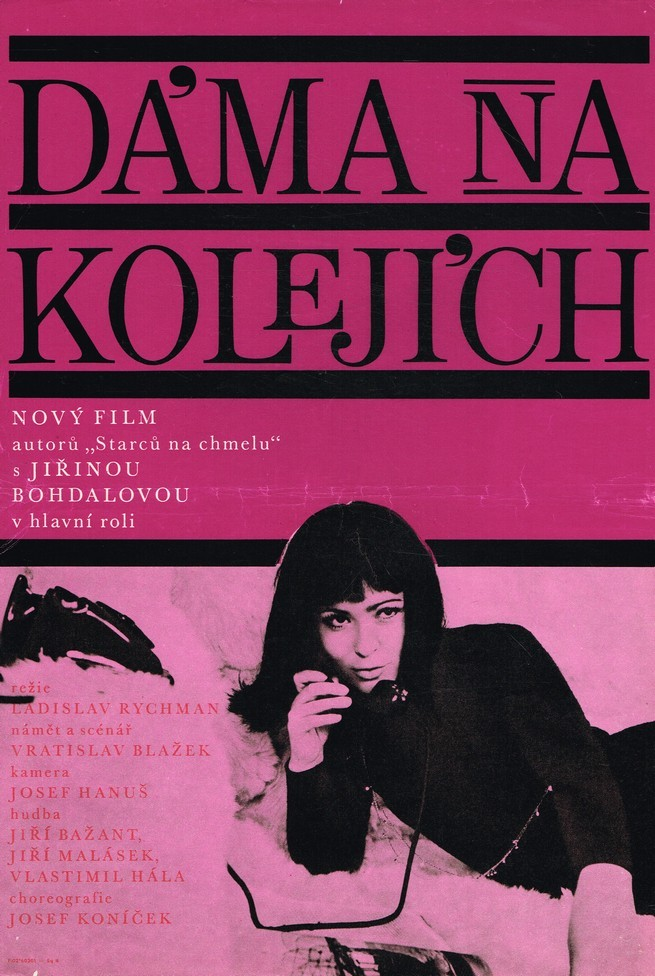 DÁMA NA
KOLEJÍCH
NOVÝ FILM
autorů „Starců na chmelu“
s JIŘINOU
BOHDALOVOU
v hlavní roli
režie
LADISLAV RYCHMAN
námět a scénář
VRATISLAV BLAŽEK
kamera
JOSEF HANUŠ
hudba
JIŘÍ BAŽANT,
JIŘÍ MALÁSEK,
VLASTIMIL HÁLA
choreografie
JOSEF KONÍČEK